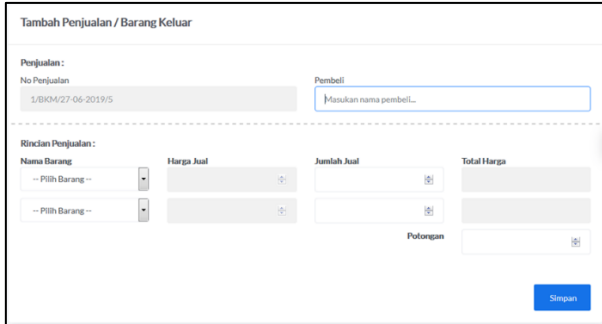 Tambah Penjualan / Barang Keluar
Penjualan :
No Penjualan Pembeli
1/BKM/27-06-2019/5 Masukan nama pembeli...
Rincian Penjualan :
Nama Barang Harga Jual Jumlah Jual Total Harga
-- Pilih Barang --
-- Pilih Barang --
Potongan
Simpan